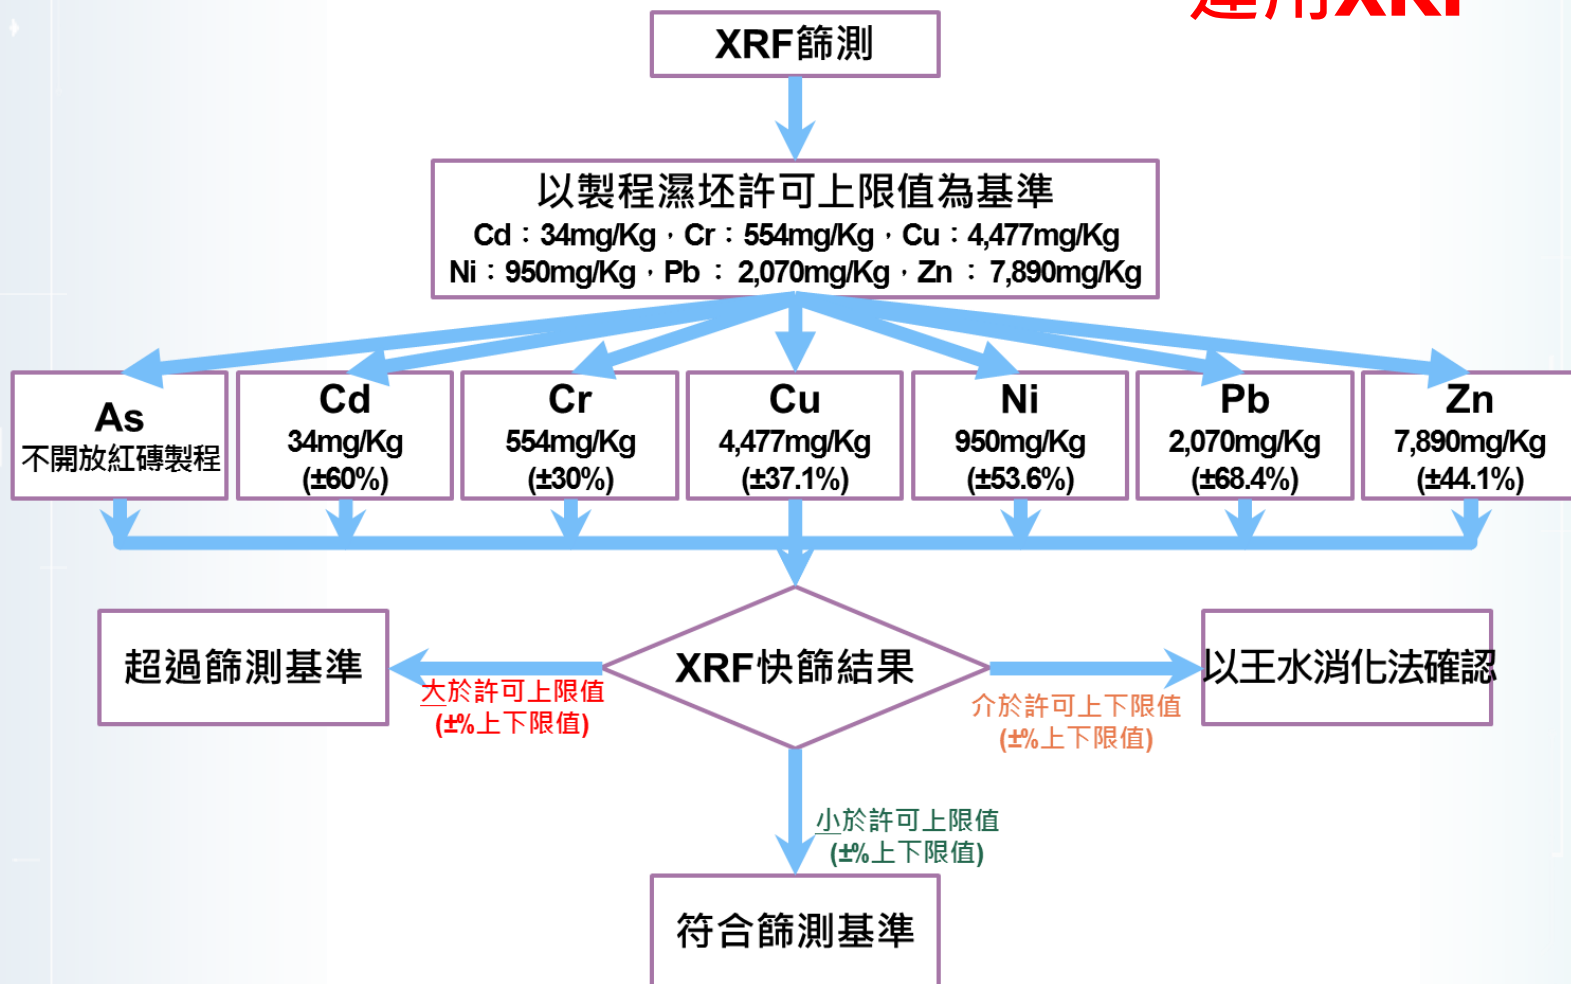 運用XRF
XRF篩測
以製程濕坯許可上限值為基準
Cd：34mg/Kg，Cr：554mg/Kg，Cu：4,477mg/Kg
Ni：950mg/Kg，Pb ： 2,070mg/Kg，Zn ： 7,890mg/Kg
As
不開放紅磚製程
Cd
34mg/Kg
(±60%)
Cr
554mg/Kg
(±30%)
Cu
4,477mg/Kg
(±37.1%)
Ni
950mg/Kg
(±53.6%)
Pb
2,070mg/Kg
(±68.4%)
Zn
7,890mg/Kg
(±44.1%)
超過篩測基準
大於許可上限值
(±%上下限值)
XRF快篩結果
介於許可上下限值
(±%上下限值)
以王水消化法確認
小於許可上限值
(±%上下限值)
符合篩測基準